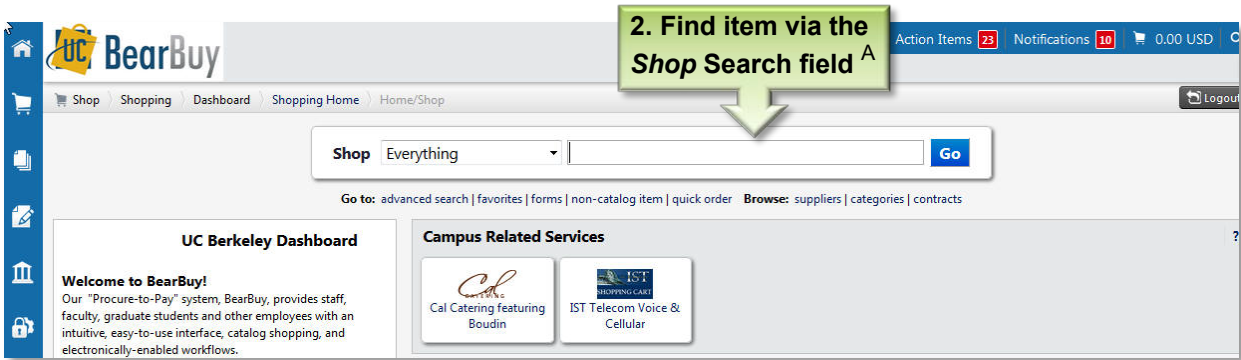 2. Find item via the
Shop Search field A
UC BearBuy
Action Items 23 Notifications 10 0.00 USD
Shop Shopping Dashboard Shopping Home Home/Shop
Logout
Shop Everything Go
Go to: advanced search | favorites | forms | non-catalog item | quick order Browse: suppliers | categories | contracts
UC Berkeley Dashboard
Welcome to BearBuy!
Our "Procure-to-Pay" system, BearBuy, provides staff,
faculty, graduate students and other employees with an
intuitive, easy-to-use interface, catalog shopping, and
electronically-enabled workflows.
Campus Related Services
?
Cal
CATERING
Cal Catering featuring
Boudin
IST
SHOPPING CART
IST Telecom Voice &
Cellular